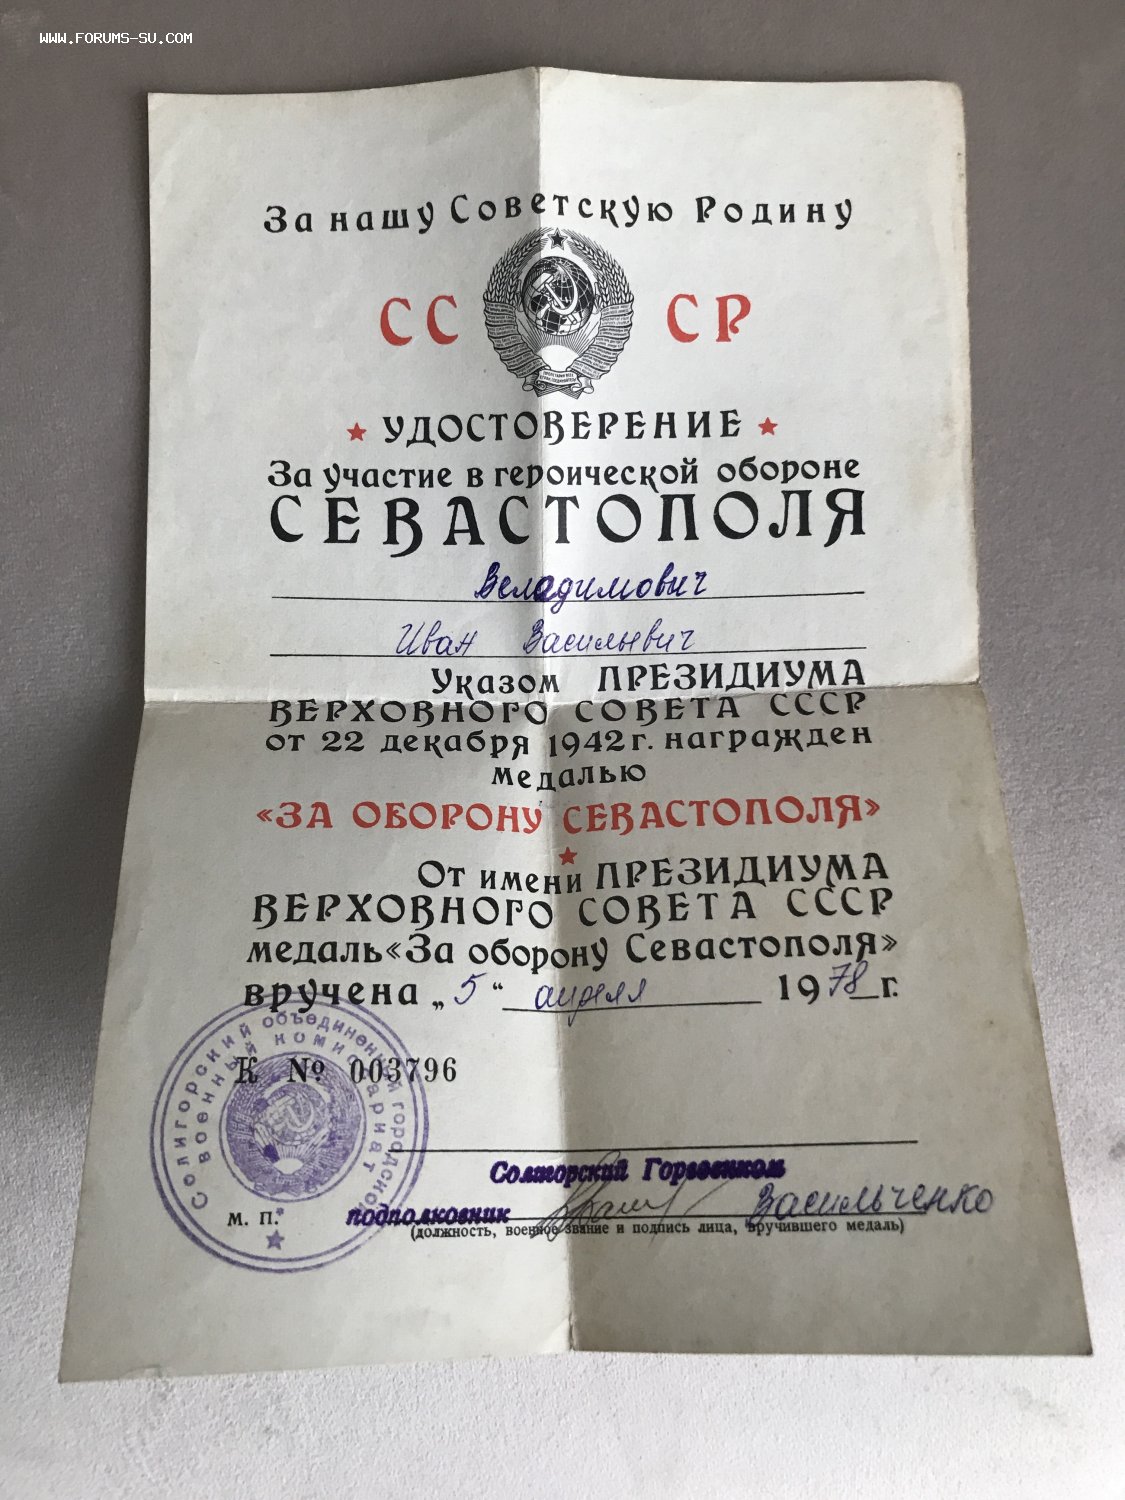 WWW.FORUMS-SU.COM
За нашу Советскую Родину
СС СР
УДОСТОВЕРЕНИЕ
За участие в героической обороне
СЕВАСТОПОЛЯ
Веладимович
Иван Васильевич
Указом ПРЕЗИДИУМА
ВЕРХОВНОГО СОВЕТА СССР
от 22 декабря 1942 г. награжден
медалью
«ЗА ОБОРОНУ СЕВАСТОПОЛЯ»
От имени ПРЕЗИДИУМА
ВЕРХОВНОГО СОВЕТА СССР
медаль «За оборону Севастополя»
вручена „5“ апреля 1978 г.
Солигорский объединенный городской
военный комиссариат
К № 003796
Солигорский Горвоенком
м. п.
подполковник Васильченко
(должность, военное звание и подпись лица, вручившего медаль)